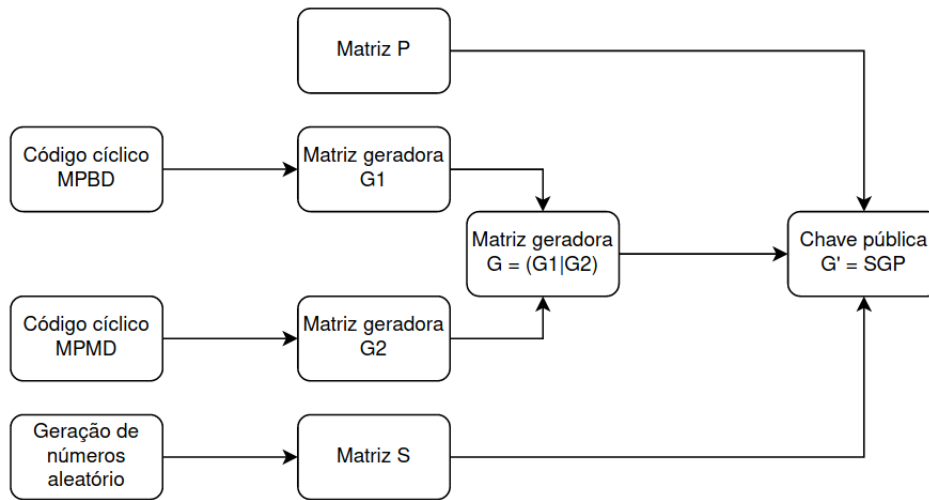 Matriz P
Código cíclico
MPBD
Matriz geradora
G1
Matriz geradora
G = (G1|G2)
Chave pública
G' = SGP
Código cíclico
MPMD
Matriz geradora
G2
Geração de
números
aleatório
Matriz S